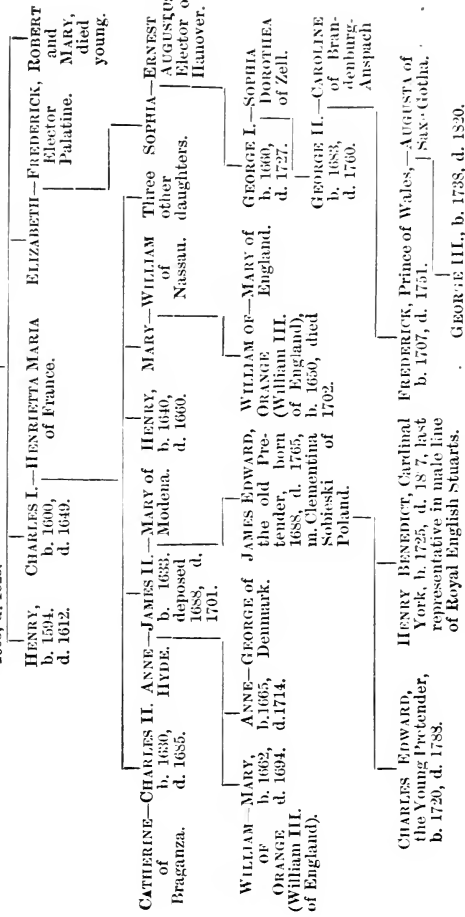 HENRY,
b. 1594.
d. 1612.
CHARLES I.—HENRIETTA MARIA
b. 1600, of France.
d. 1649.
ELIZABETH—FREDERICK,
Elector
Palatine.
ROBERT
and
MARY,
died
young.
CATHERINE—CHARLES II.
of b. 1630,
Braganza. d. 1685.
ANNE—JAMES II.—MARY of
HYDE. b. 1633. Modena.
deposed
1688, d.
1701.
HENRY,
b. 1640,
d. 1660.
MARY—WILLIAM
of
Nassau.
Three
other
daughters.
SOPHIA—ERNEST
AUGUSTUS
Elector of
Hanover.
WILLIAM—MARY,
OF b. 1662,
ORANGE d. 1694.
(William III.
of England).
ANNE—GEORGE of
b.1665, Denmark.
d.1714.
JAMES EDWARD,
the old Pre-
tender, born
1688, d. 1765,
m. Clementina
Sobieski of
Poland.
WILLIAM OF—MARY of
ORANGE England.
(William III.
of England),
b. 1650, died
1702.
GEORGE I.—SOPHIA
b. 1660, DOROTHEA
d. 1727. of Zell.
GEORGE II.—CAROLINE
b. 1683, of Bran-
d. 1760. denburg-
Anspach
CHARLES EDWARD,
the Young Pretender,
b. 1720, d. 1788.
HENRY BENEDICT, Cardinal
York, b. 1725, d. 18 7, last
representative in male line
of Royal English Stuarts.
FREDERICK, Prince of Wales,—AUGUSTA of
b. 1707, d. 1751. Saxe Gotha.
GEORGE III., b. 1738, d. 1820.